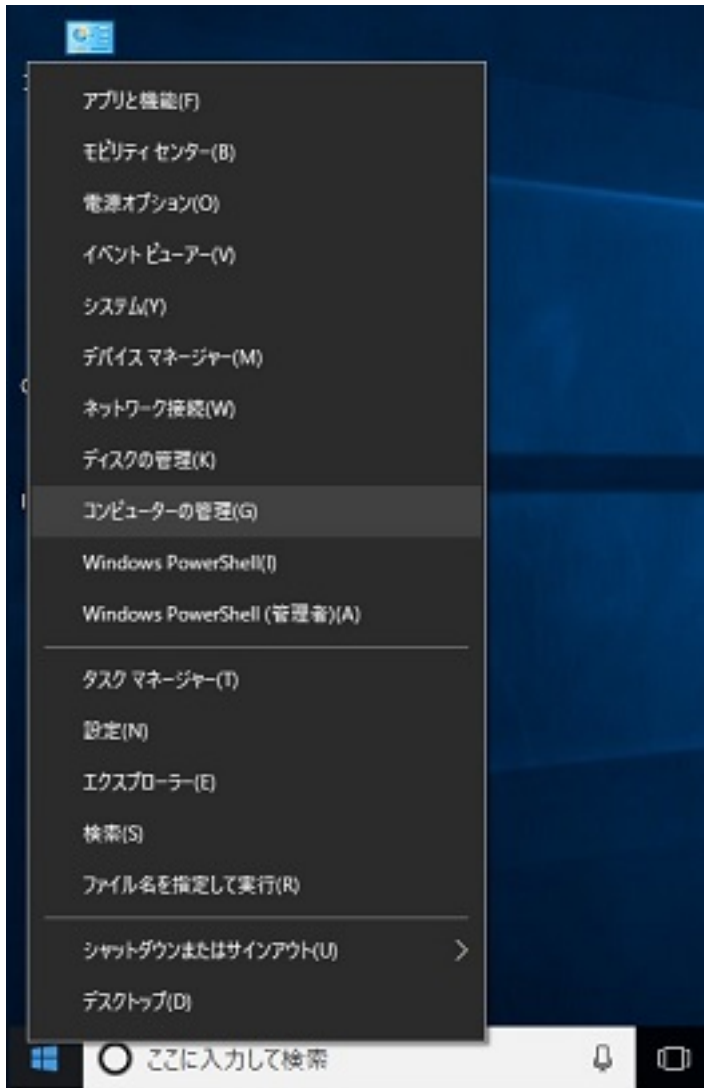 アプリと機能(F)
モビリティ センター(B)
電源オプション(O)
イベント ビューアー(V)
システム(Y)
デバイス マネージャー(M)
ネットワーク接続(W)
ディスクの管理(K)
コンピューターの管理(G)
Windows PowerShell(I)
Windows PowerShell (管理者)(A)
タスク マネージャー(T)
設定(N)
エクスプローラー(E)
検索(S)
ファイル名を指定して実行(R)
シャットダウンまたはサインアウト(U)
デスクトップ(D)
ここに入力して検索